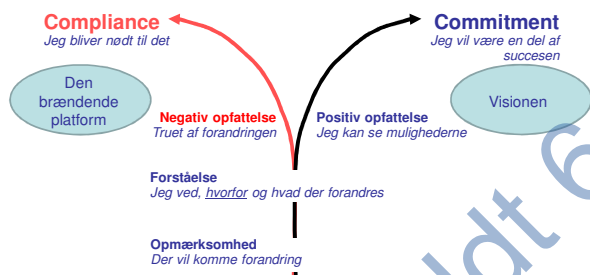 Compliance
Jeg bliver nødt til det
Commitment
Jeg vil være en del af
succesen
Den
brændende
platform
Visionen
Negativ opfattelse
Truet af forandringen
Positiv opfattelse
Jeg kan se mulighederne
Forståelse
Jeg ved, hvorfor og hvad der forandres
Opmærksomhed
Der vil komme forandring